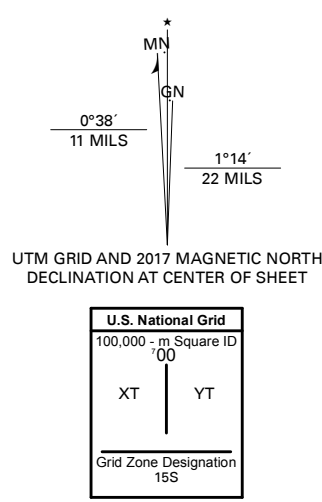 ★
MN
GN
0°38´
11 MILS
1°14´
22 MILS
UTM GRID AND 2017 MAGNETIC NORTH
DECLINATION AT CENTER OF SHEET
U.S. National Grid
100,000 - m Square ID
⁷00
XT YT
Grid Zone Designation
15S